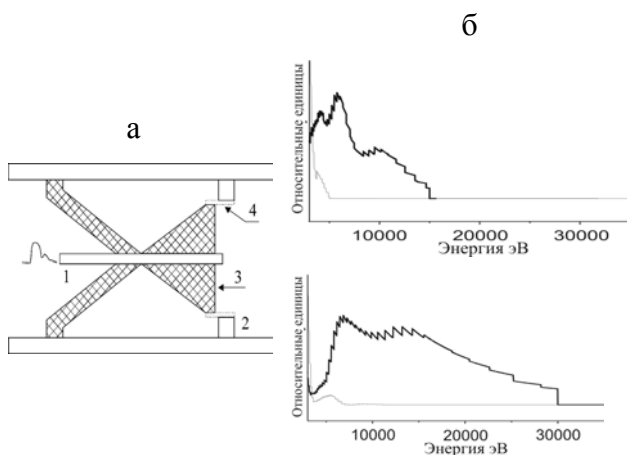 б
а
1
2
3
4
Относительные единицы
10000
20000
30000
Энергия эВ
Относительные единицы
10000
20000
30000
Энергия эВ